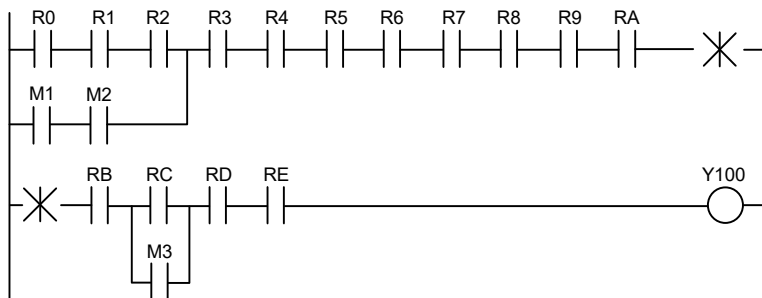 R0 R1 R2 R3 R4 R5 R6 R7 R8 R9 RA
M1 M2
RB RC RD RE Y100
M3